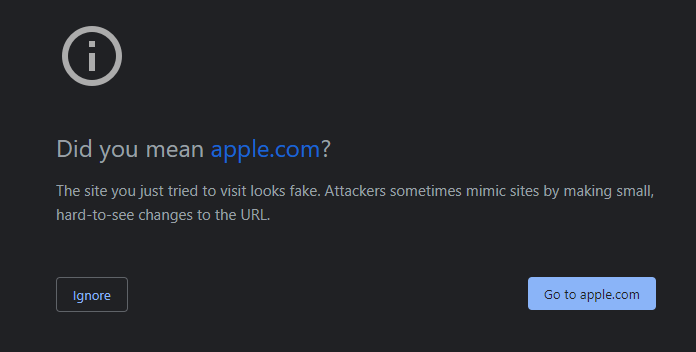 Did you mean apple.com?
The site you just tried to visit looks fake. Attackers sometimes mimic sites by making small,
hard-to-see changes to the URL.
Ignore
Go to apple.com